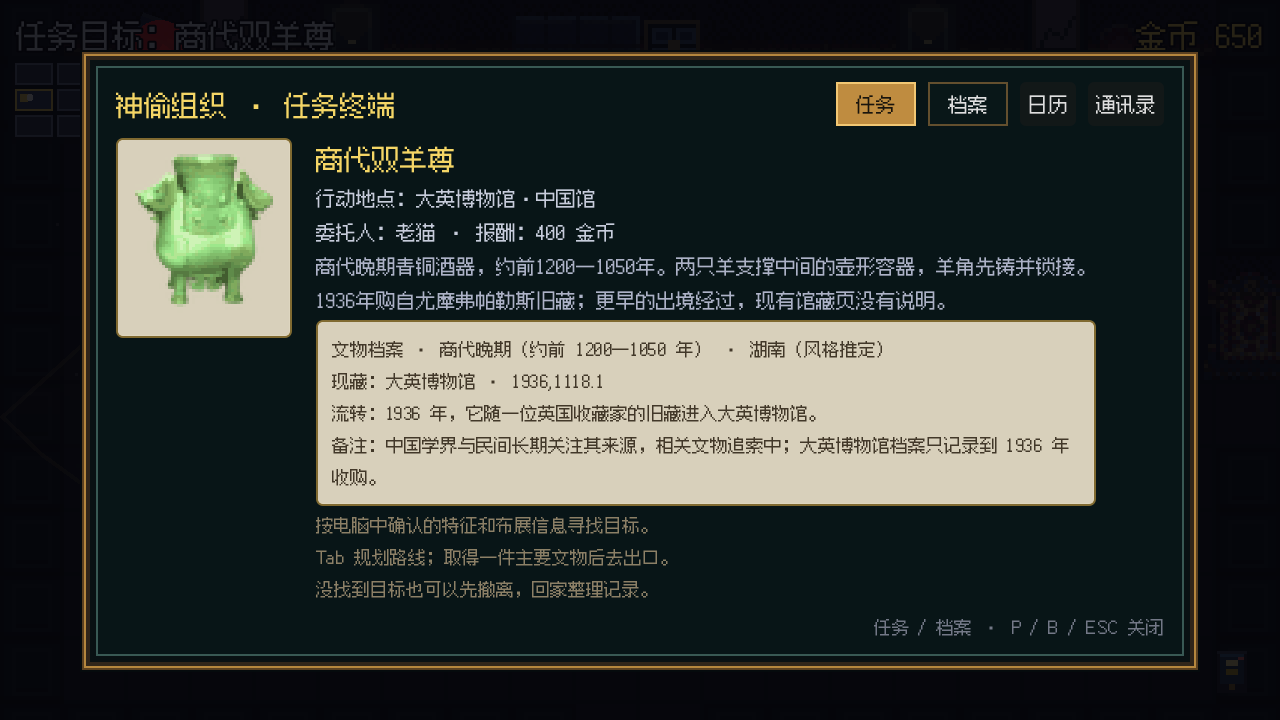 任务目标：商代双羊尊
金币 650
神偷组织 · 任务终端
任务
档案
日历
通讯录
商代双羊尊
行动地点：大英博物馆·中国馆
委托人：老猫 · 报酬：400 金币
商代晚期青铜酒器，约前1200—1050年。两只羊支撑中间的壶形容器，羊角先铸并锁接。
1936年购自尤摩弗帕勒斯旧藏；更早的出境经过，现有馆藏页没有说明。
文物档案 · 商代晚期（约前 1200—1050 年） · 湖南（风格推定）
现藏：大英博物馆 · 1936,1118.1
流转：1936 年，它随一位英国收藏家的旧藏进入大英博物馆。
备注：中国学界与民间长期关注其来源，相关文物追索中；大英博物馆档案只记录到 1936 年
收购。
按电脑中确认的特征和布展信息寻找目标。
Tab 规划路线；取得一件主要文物后去出口。
没找到目标也可以先撤离，回家整理记录。
任务 / 档案 · P / B / ESC 关闭